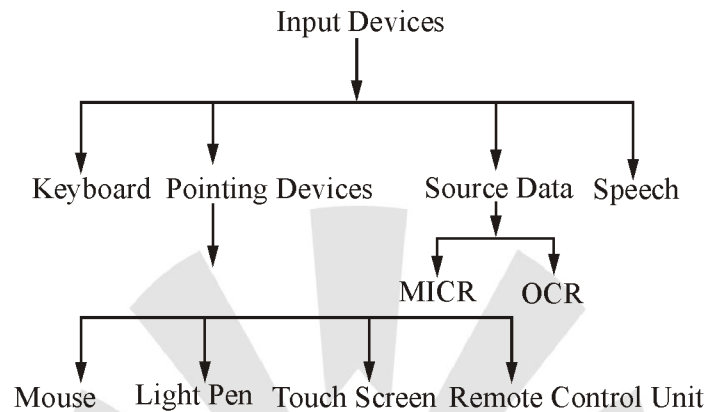 Input Devices
Keyboard Pointing Devices Source Data Speech
MICR OCR
Mouse Light Pen Touch Screen Remote Control Unit